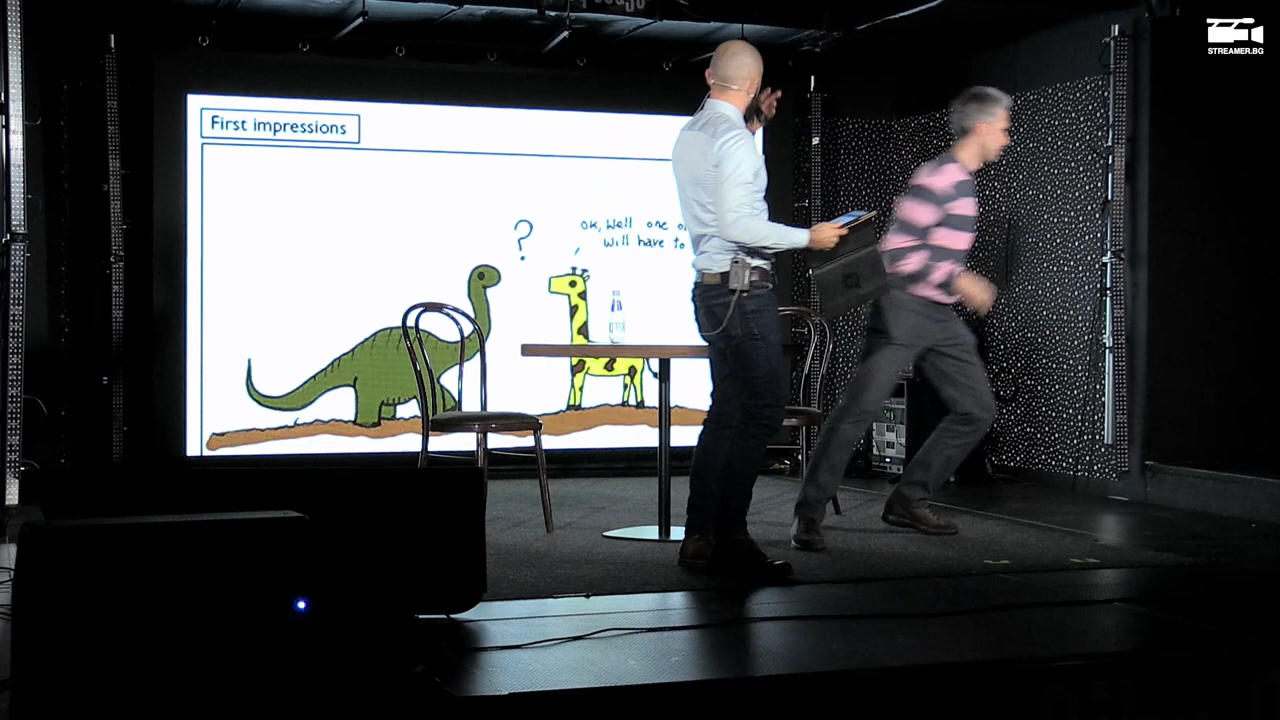 STREAMER.BG
First impressions
?
OK, Well one
will have to